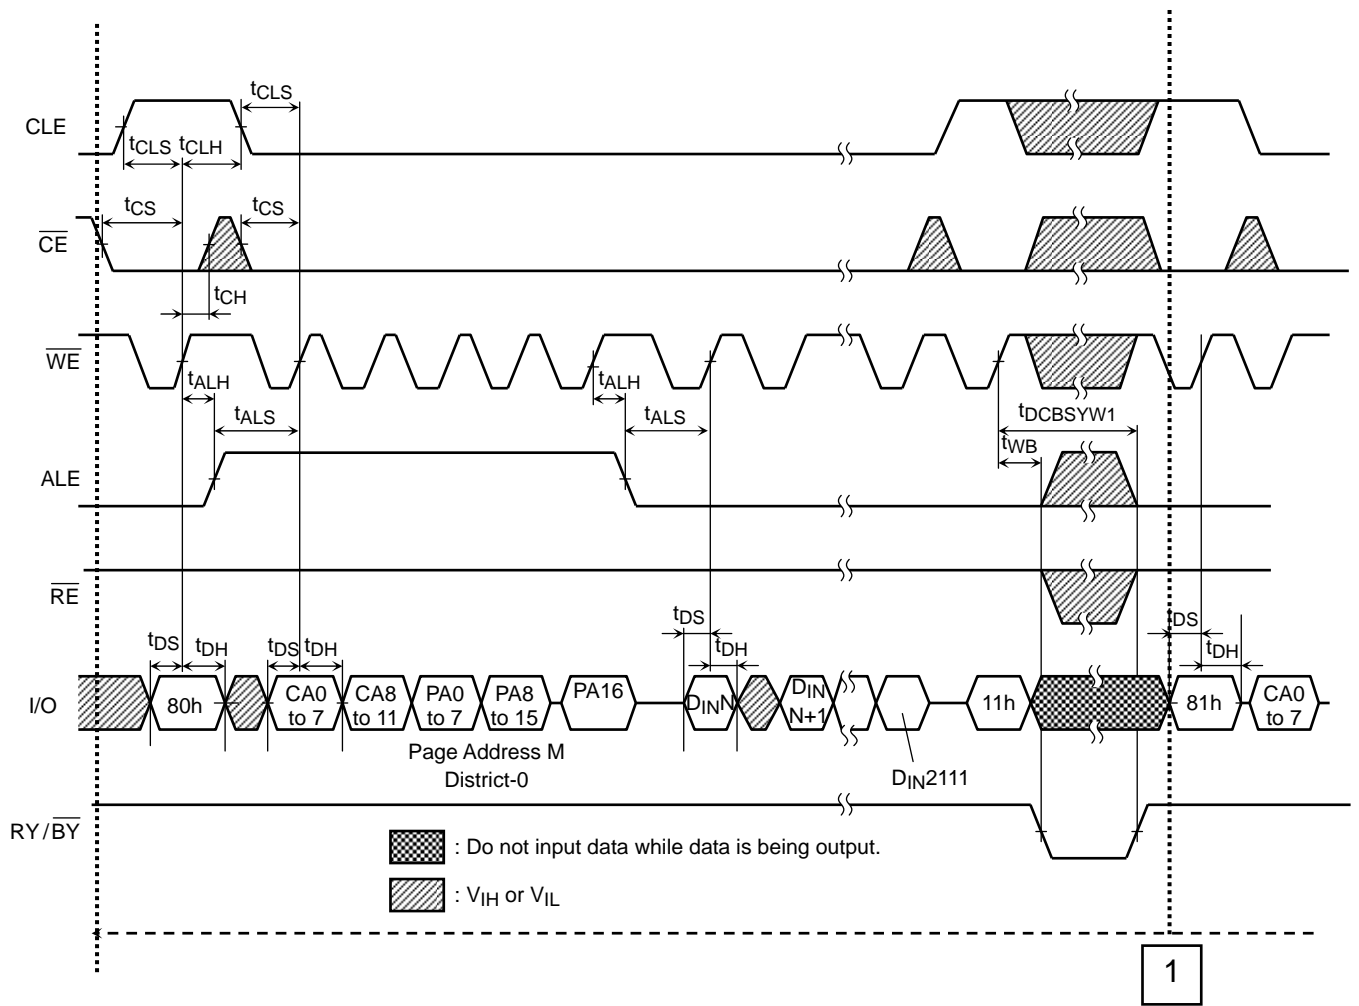 tCLS
CLE
tCLS
tCLH
tCS
tCS
CE
tCH
WE
tALH
tALH
tDCBSYW1
tALS
tALS
tWB
ALE
RE
tDS
DS
tDS
tDH
tDS
tDH
tDH
tDH
I/O
80h
CA0
to 7
CA8
to 11
PA0
to 7
PA8
to 15
PA16
DINN
DIN
N+1
11h
81h
CA0
to 7
Page Address M
District-0
DIN2111
RY/BY
: Do not input data while data is being output.
: VIH or VIL
1